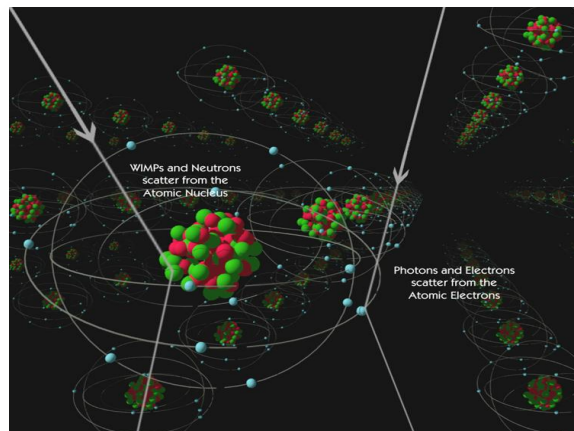 WIMPs and Neutrons
scatter from the
Atomic Nucleus
Photons and Electrons
scatter from the
Atomic Electrons